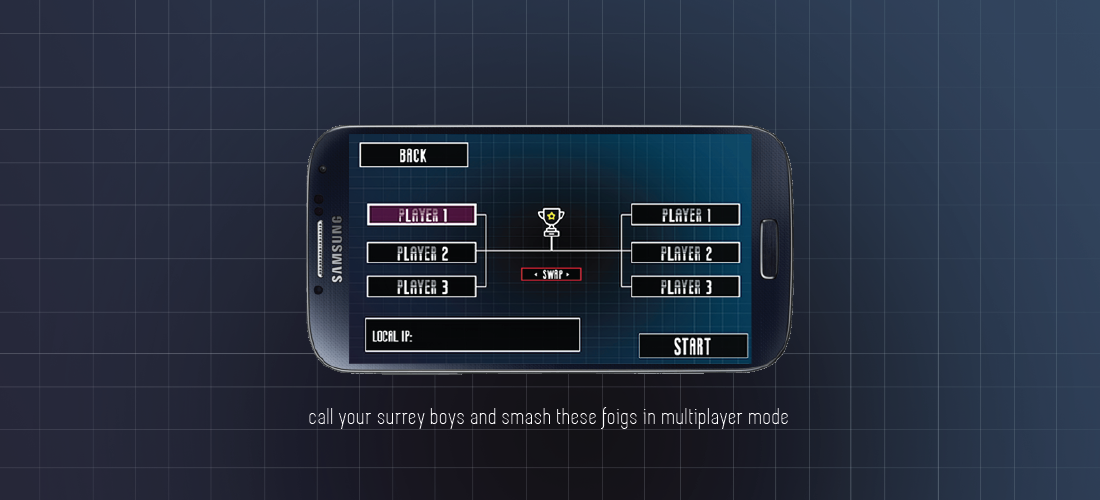 BACK
SAMSUNG
PLAYER 1
PLAYER 1
PLAYER 2
PLAYER 2
‹ SWAP ›
PLAYER 3
PLAYER 3
LOCAL IP:
START
call your surrey boys and smash these foigs in multiplayer mode